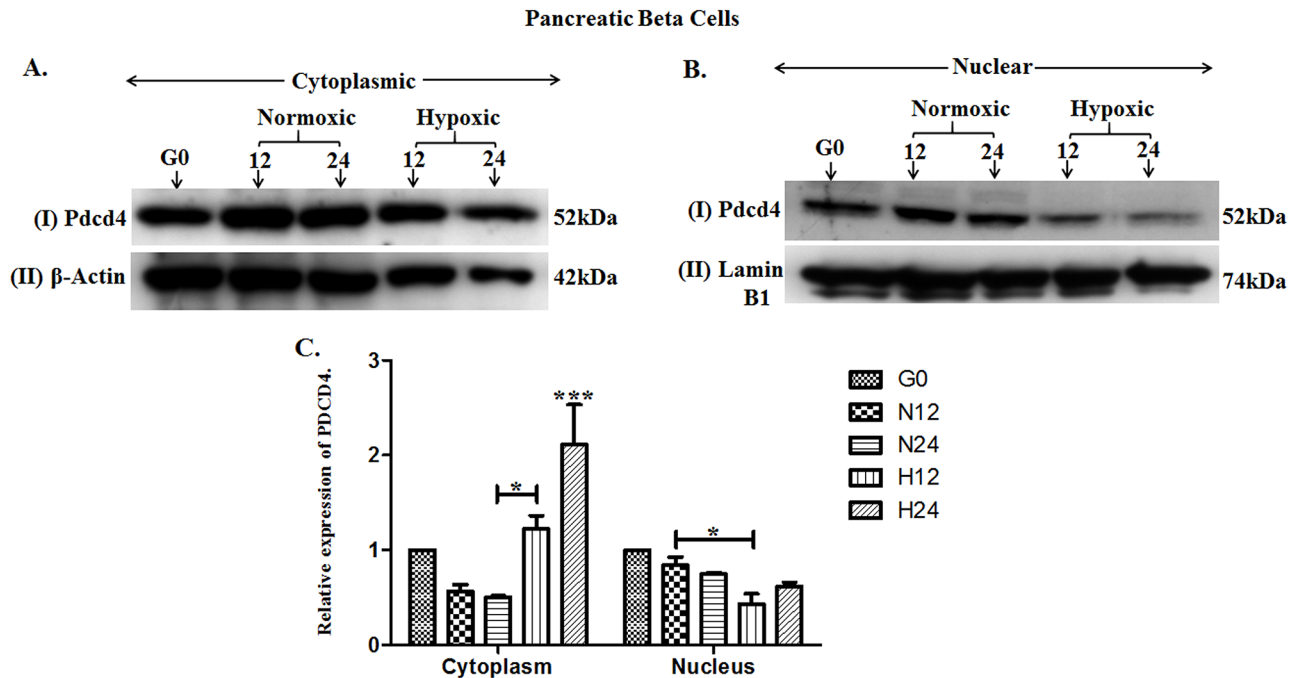 Pancreatic Beta Cells
A.
Cytoplasmic
Normoxic Hypoxic
G0 12 24 12 24
(I) Pdcd4 52kDa
(II) β-Actin 42kDa
B.
Nuclear
Normoxic Hypoxic
G0 12 24 12 24
(I) Pdcd4 52kDa
(II) Lamin B1 74kDa
C.
Relative expression of PDCD4.
3
2
1
0
***
*
*
Cytoplasm Nucleus
G0
N12
N24
H12
H24